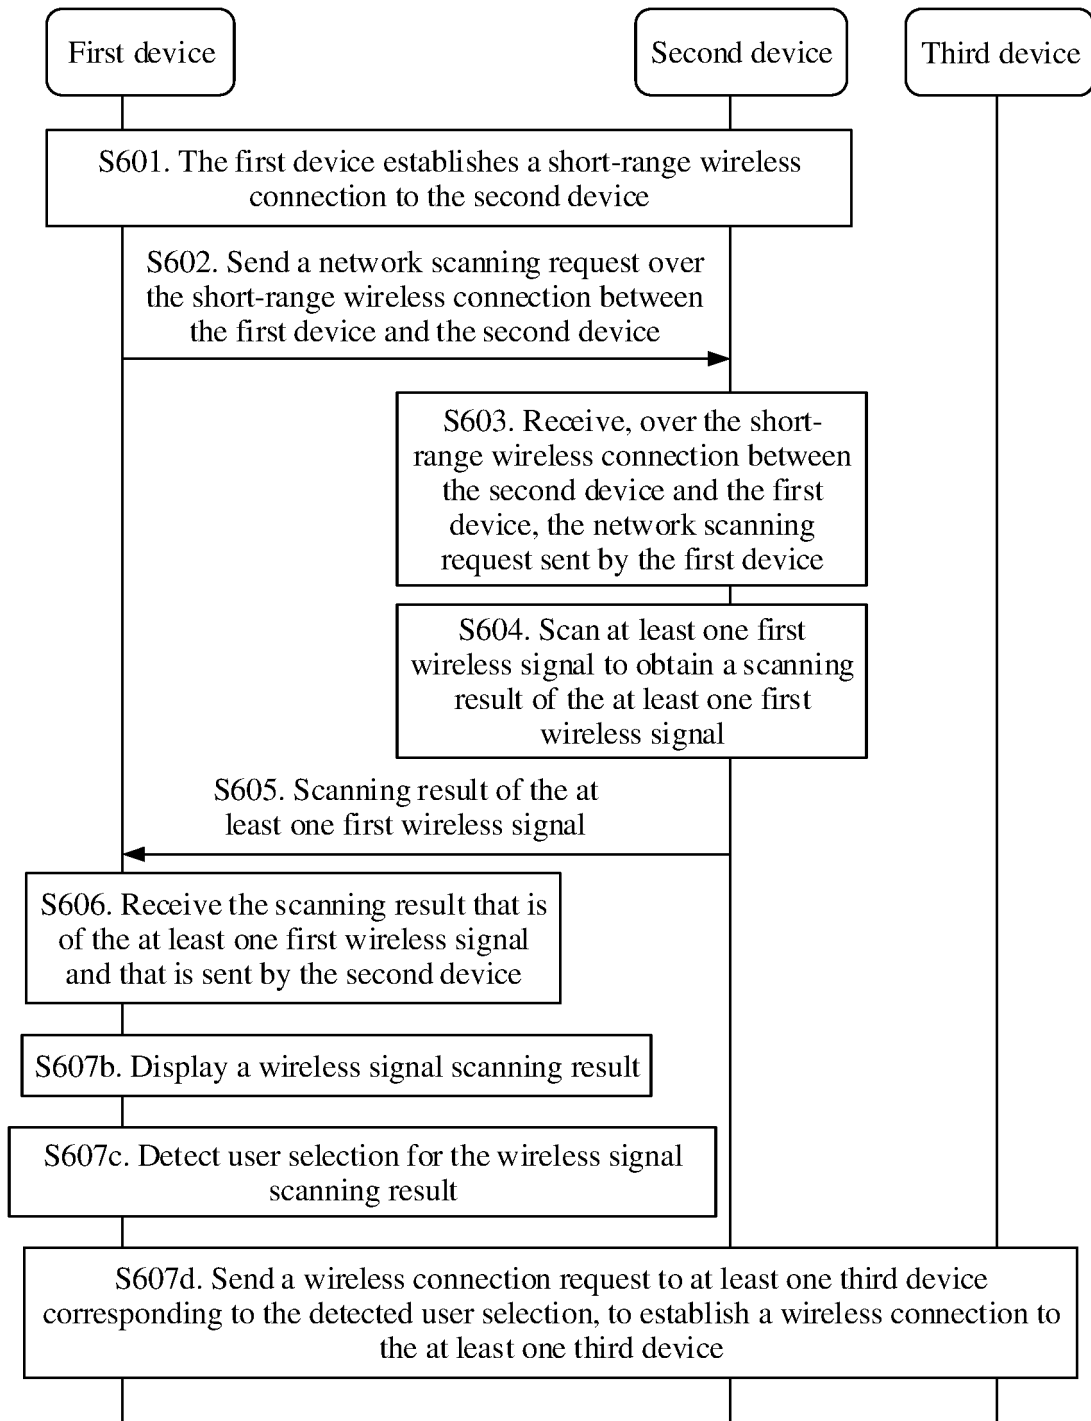 First device
Second device
Third device
S601. The first device establishes a short-range wireless
connection to the second device
S602. Send a network scanning request over
the short-range wireless connection between
the first device and the second device
S603. Receive, over the short-
range wireless connection between
the second device and the first
device, the network scanning
request sent by the first device
S604. Scan at least one first
wireless signal to obtain a scanning
result of the at least one first
wireless signal
S605. Scanning result of the at
least one first wireless signal
S606. Receive the scanning result that is
of the at least one first wireless signal
and that is sent by the second device
S607b. Display a wireless signal scanning result
S607c. Detect user selection for the wireless signal
scanning result
S607d. Send a wireless connection request to at least one third device
corresponding to the detected user selection, to establish a wireless connection to
the at least one third device